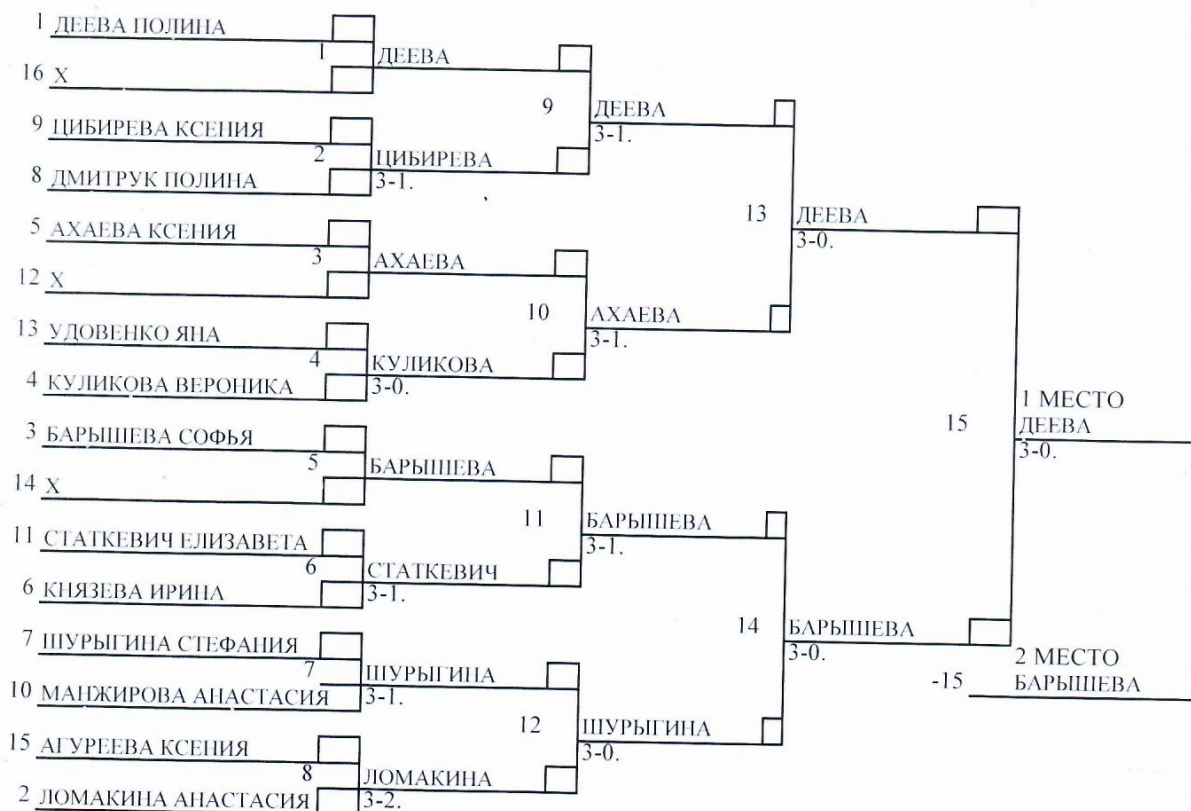 1 ДЕЕВА ПОЛИНА
1
16 X
ДЕЕВА
9 ЦИБИРЕВА КСЕНИЯ
2
8 ДМИТРУК ПОЛИНА
ЦИБИРЕВА
3-1.
9
ДЕЕВА
3-1.
5 АХАЕВА КСЕНИЯ
3
12 X
АХАЕВА
13 УДОВЕНКО ЯНА
4
4 КУЛИКОВА ВЕРОНИКА
КУЛИКОВА
3-0.
10
АХАЕВА
3-1.
13
ДЕЕВА
3-0.
3 БАРЫШЕВА СОФЬЯ
5
14 X
БАРЫШЕВА
11 СТАТКЕВИЧ ЕЛИЗАВЕТА
6
6 КНЯЗЕВА ИРИНА
СТАТКЕВИЧ
3-1.
11
БАРЫШЕВА
3-1.
7 ШУРЫГИНА СТЕФАНИЯ
7
10 МАНЖИРОВА АНАСТАСИЯ
ШУРЫГИНА
3-1.
15 АГУРЕЕВА КСЕНИЯ
8
2 ЛОМАКИНА АНАСТАСИЯ
ЛОМАКИНА
3-2.
12
ШУРЫГИНА
3-0.
14
БАРЫШЕВА
3-0.
15
1 МЕСТО
ДЕЕВА
3-0.
-15
2 МЕСТО
БАРЫШЕВА